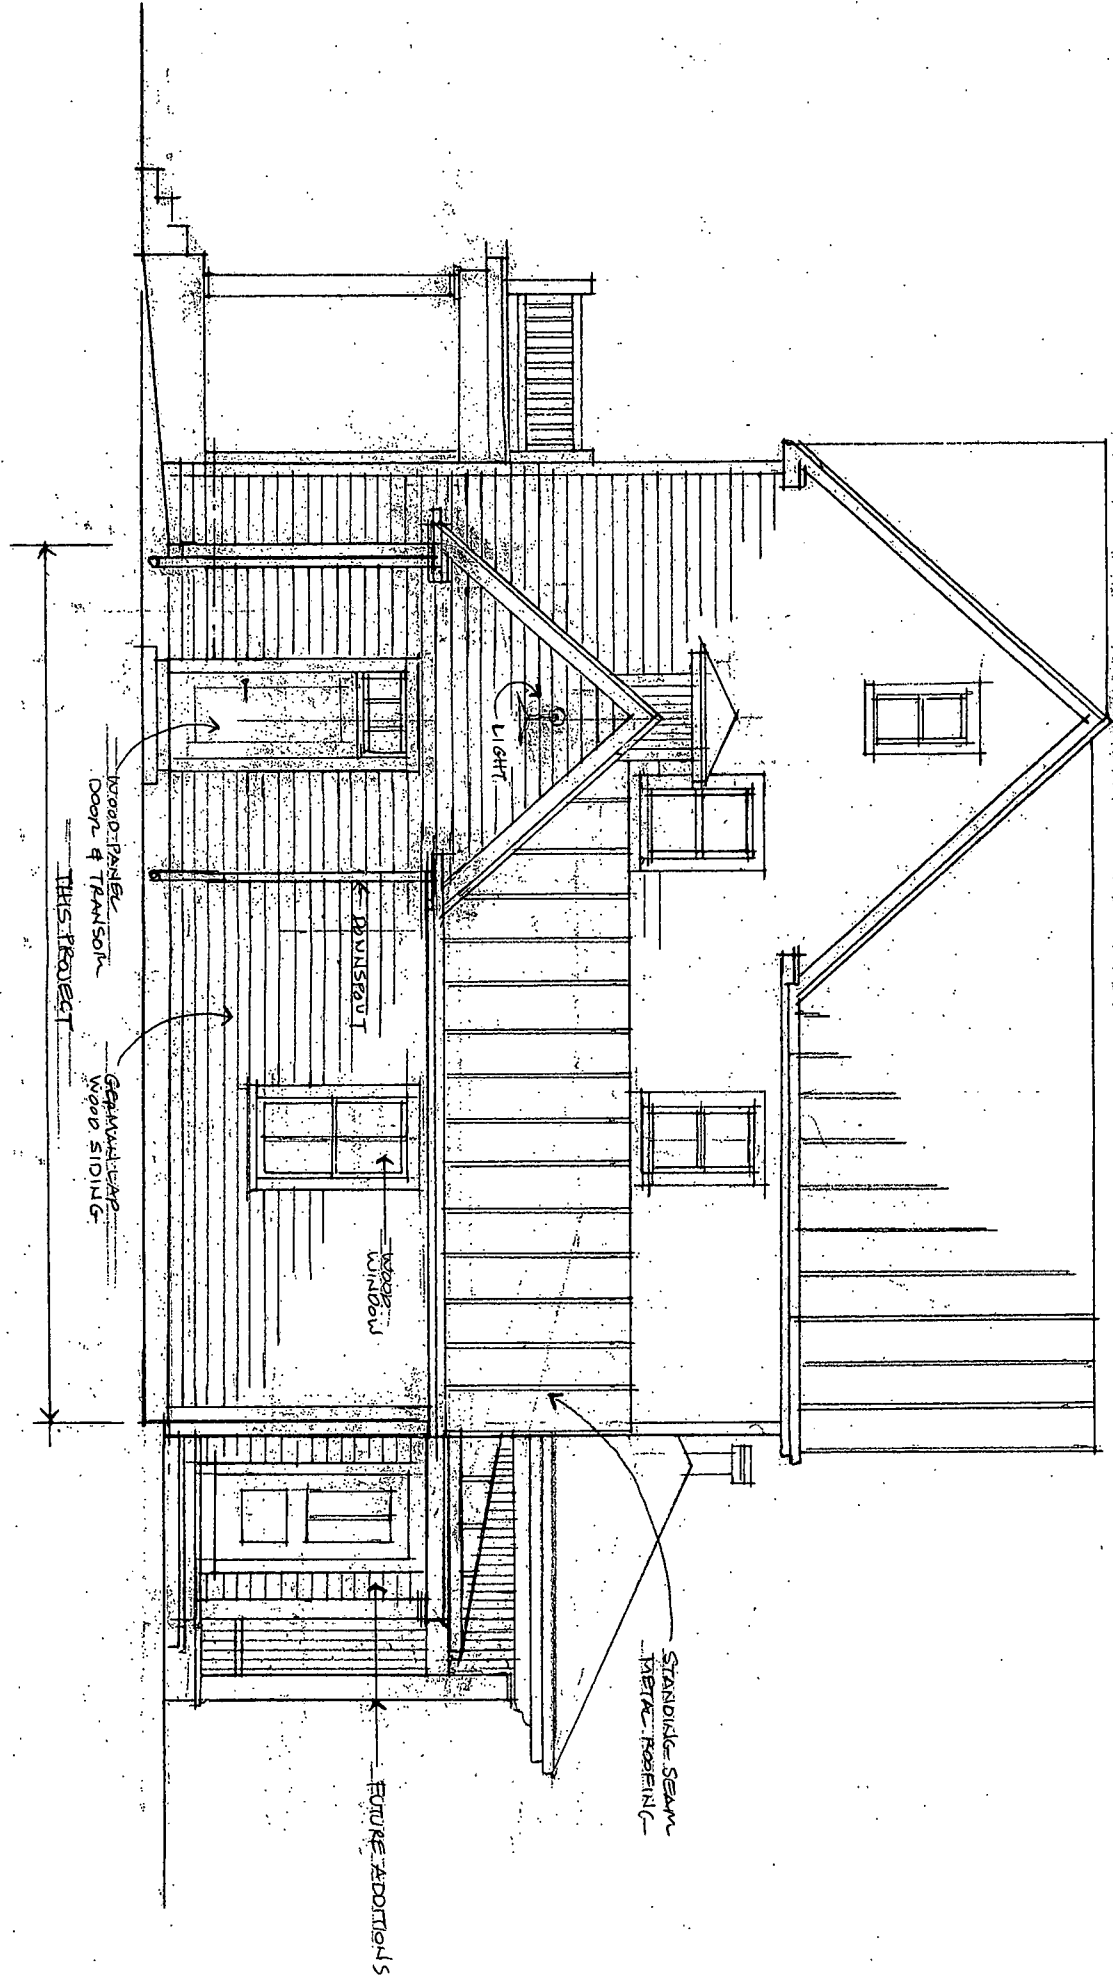 LIGHT
DOWNSPOUT
WOOD
WINDOW
STANDING SEAM
METAL ROOFING
FUTURE ADDITIONS
WOOD PANEL
DOOR & TRANSOM
GERMAN LAP
WOOD SIDING
THIS PROJECT